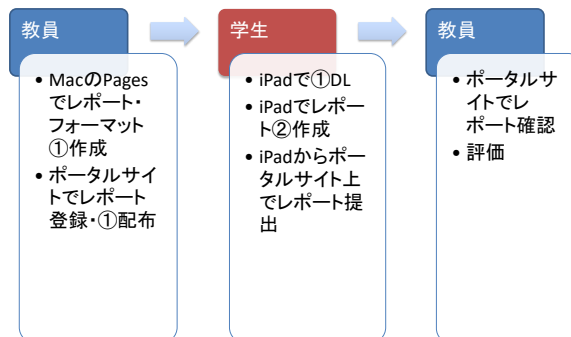 教員
• MacのPages
でレポート・
フォーマット
①作成
• ポータルサイ
トでレポート
登録・①配布
学生
• iPadで①DL
• iPadでレポー
ト②作成
• iPadからポー
タルサイト上
でレポート提
出
教員
• ポータルサ
イトでレ
ポート確認
• 評価